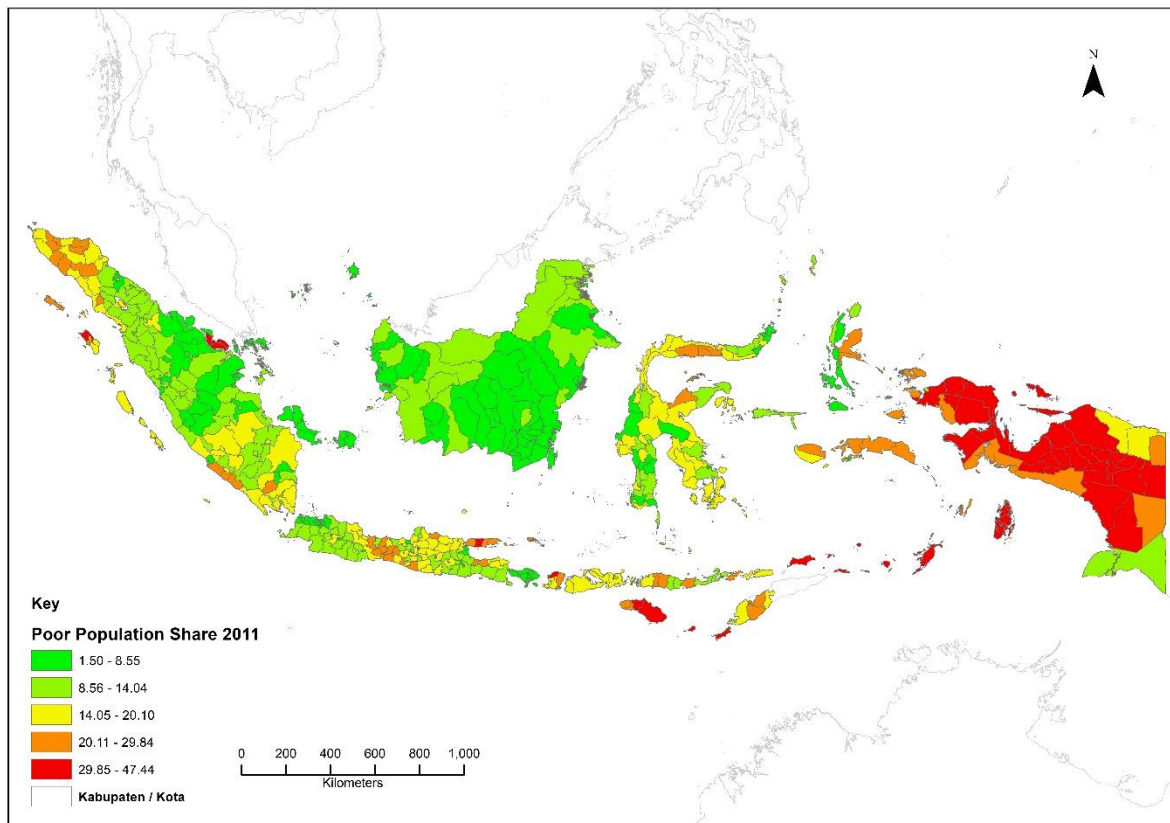 N
Key
Poor Population Share 2011
1.50 - 8.55
8.56 - 14.04
14.05 - 20.10
20.11 - 29.84
29.85 - 47.44
Kabupaten / Kota
0 200 400 600 800 1,000
Kilometers